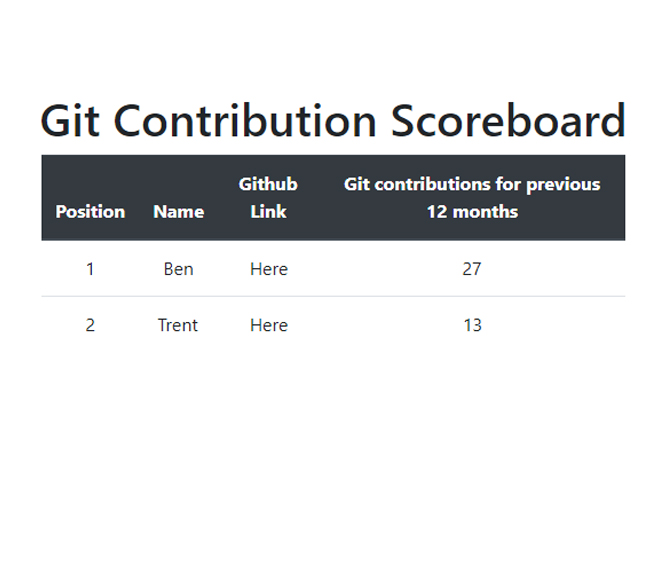 Git Contribution Scoreboard
Github Git contributions for previous
Position Name Link 12 months
1 Ben Here 27
2 Trent Here 13